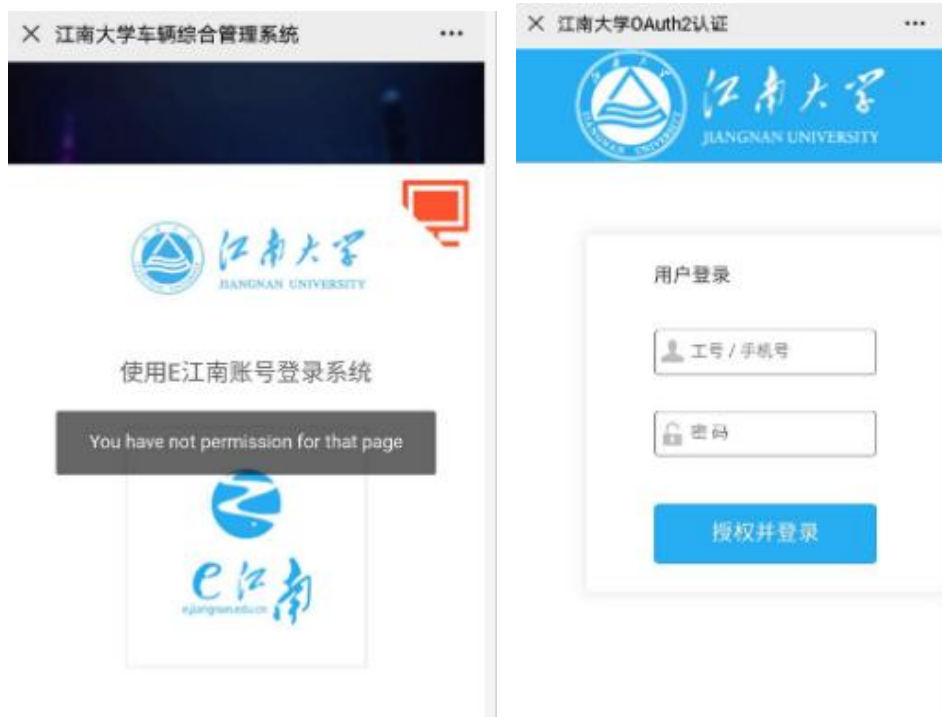 江南大学车辆综合管理系统
江南大学
JIANGNAN UNIVERSITY
使用E江南账号登录系统
You have not permission for that page
e江南
e.jiangnan.edu.cn
江南大学OAuth2认证
江南大学
JIANGNAN UNIVERSITY
用户登录
工号 / 手机号
密码
授权并登录